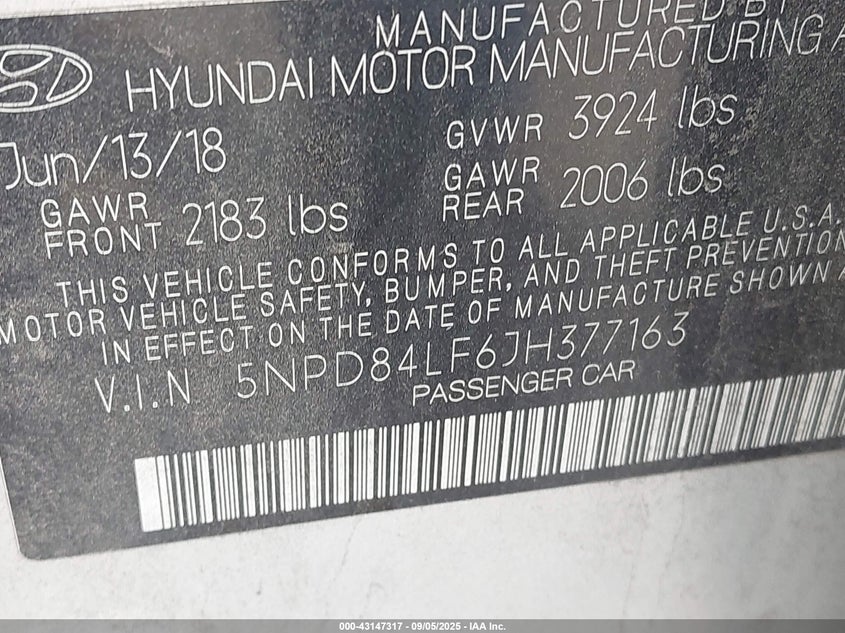 MANUFACTURED BY
HYUNDAI MOTOR MANUFACTURING A
Jun/13/18
GVWR 3924 lbs
GAWR FRONT 2183 lbs
GAWR REAR 2006 lbs
THIS VEHICLE CONFORMS TO ALL APPLICABLE U.S.A.
MOTOR VEHICLE SAFETY, BUMPER, AND THEFT PREVENTION
IN EFFECT ON THE DATE OF MANUFACTURE SHOWN A
V.I.N 5NPD84LF6JH377163
PASSENGER CAR
000-43147317 - 09/05/2025 - IAA Inc.